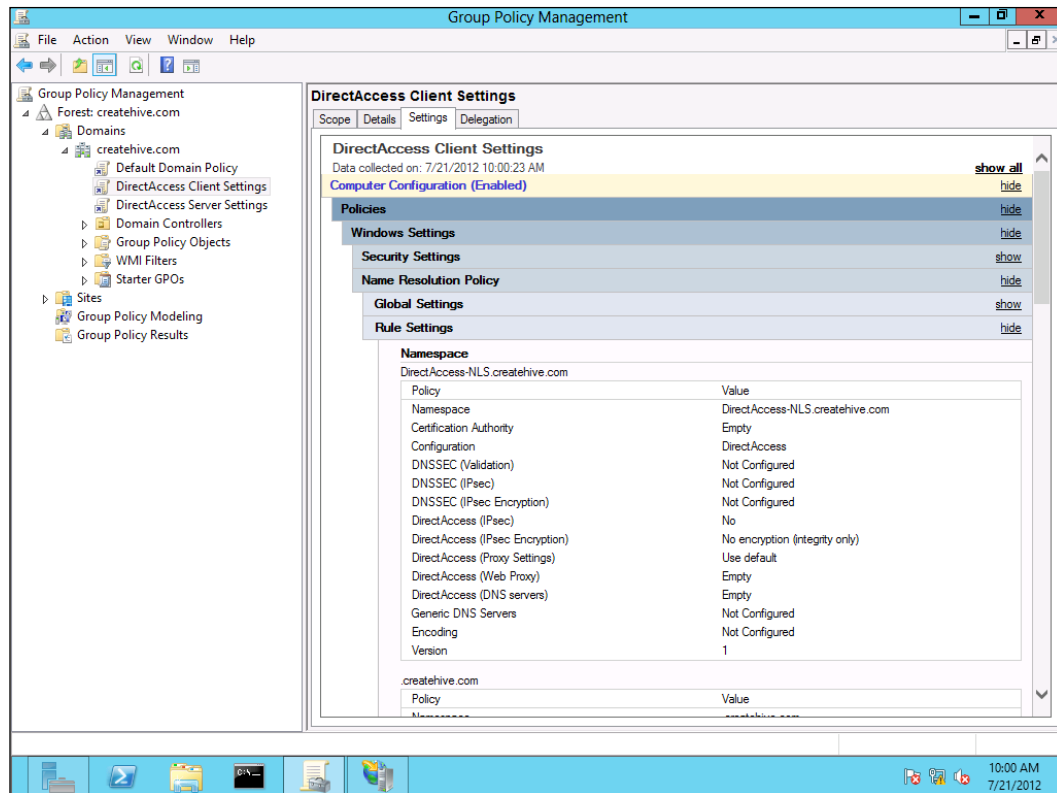 Group Policy Management
File Action View Window Help
Group Policy Management
Forest: createhive.com
Domains
createhive.com
Default Domain Policy
DirectAccess Client Settings
DirectAccess Server Settings
Domain Controllers
Group Policy Objects
WMI Filters
Starter GPOs
Sites
Group Policy Modeling
Group Policy Results
DirectAccess Client Settings
Scope Details Settings Delegation
DirectAccess Client Settings
Data collected on: 7/21/2012 10:00:23 AM show all
Computer Configuration (Enabled) hide
Policies hide
Windows Settings hide
Security Settings show
Name Resolution Policy hide
Global Settings show
Rule Settings hide
Namespace
DirectAccess-NLS.createhive.com
Policy Value
Namespace DirectAccess-NLS.createhive.com
Certification Authority Empty
Configuration DirectAccess
DNSSEC (Validation) Not Configured
DNSSEC (IPsec) Not Configured
DNSSEC (IPsec Encryption) Not Configured
DirectAccess (IPsec) No
DirectAccess (IPsec Encryption) No encryption (integrity only)
DirectAccess (Proxy Settings) Use default
DirectAccess (Web Proxy) Empty
DirectAccess (DNS servers) Empty
Generic DNS Servers Not Configured
Encoding Not Configured
Version 1
.createhive.com
Policy Value
Namespace .createhive.com
C:\_
10:00 AM
7/21/2012